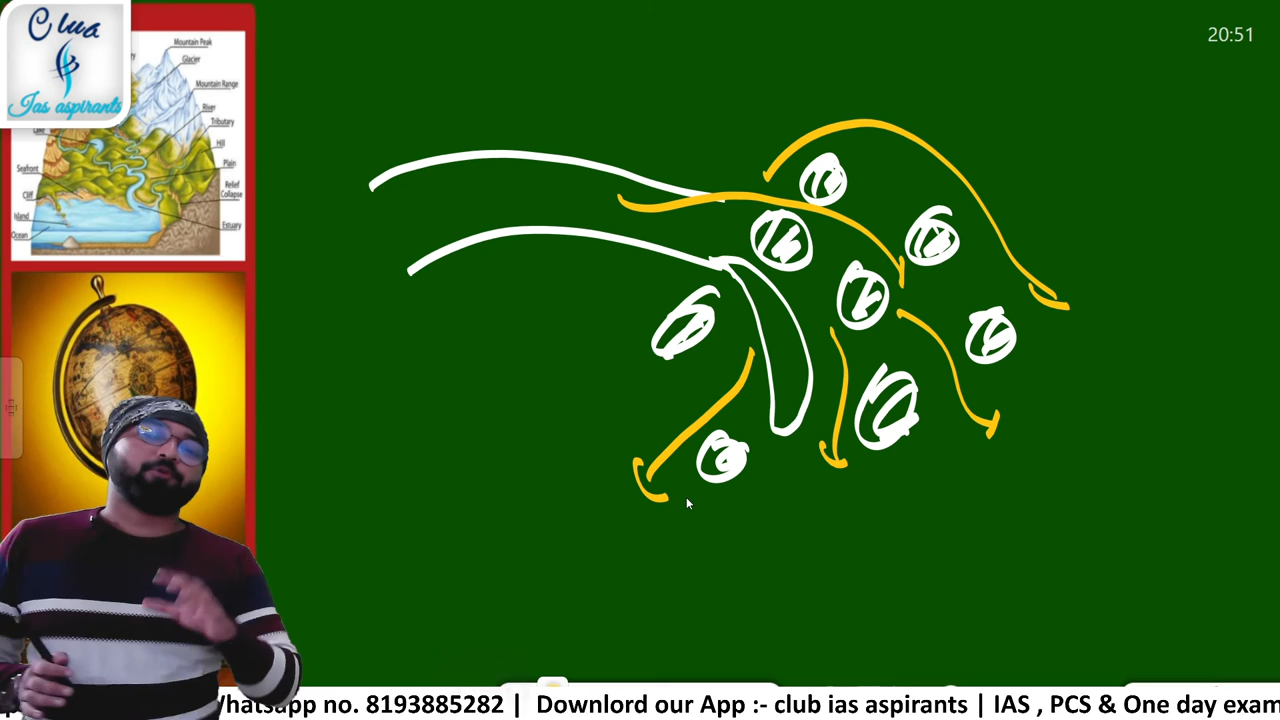 Club
Ias aspirants
20:51
Mountain Peak
Glacier
Mountain Range
River
Tributary
Hill
Plain
Relief
Collapse
Estuary
Lake
Seafront
Cliff
Island
Ocean
Whatsapp no. 8193885282 | Downlord our App :- club ias aspirants | IAS , PCS & One day exam